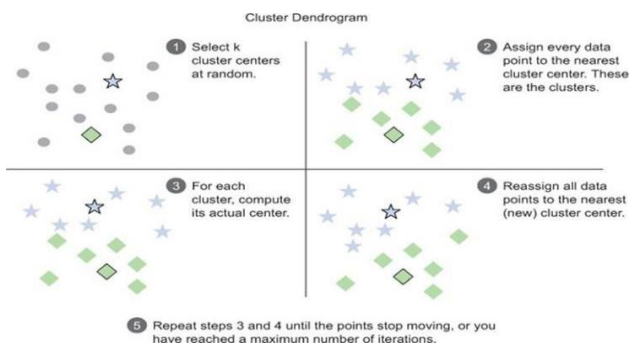 Cluster Dendrogram
1 Select k
cluster centers
at random.
2 Assign every data
point to the nearest
cluster center. These
are the clusters.
3 For each
cluster, compute
its actual center.
4 Reassign all data
points to the nearest
(new) cluster center.
5 Repeat steps 3 and 4 until the points stop moving, or you
have reached a maximum number of iterations.